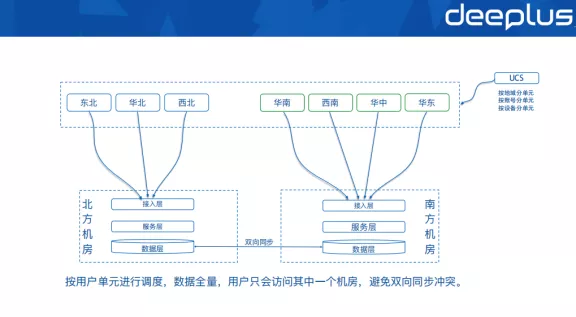 deeplus
UCS
按地域分单元
按账号分单元
按设备分单元
东北 华北 西北 华南 西南 华中 华东
北方机房
接入层
服务层
数据层
双向同步
南方机房
接入层
服务层
数据层
按用户单元进行调度，数据全量，用户只会访问其中一个机房，避免双向同步冲突。